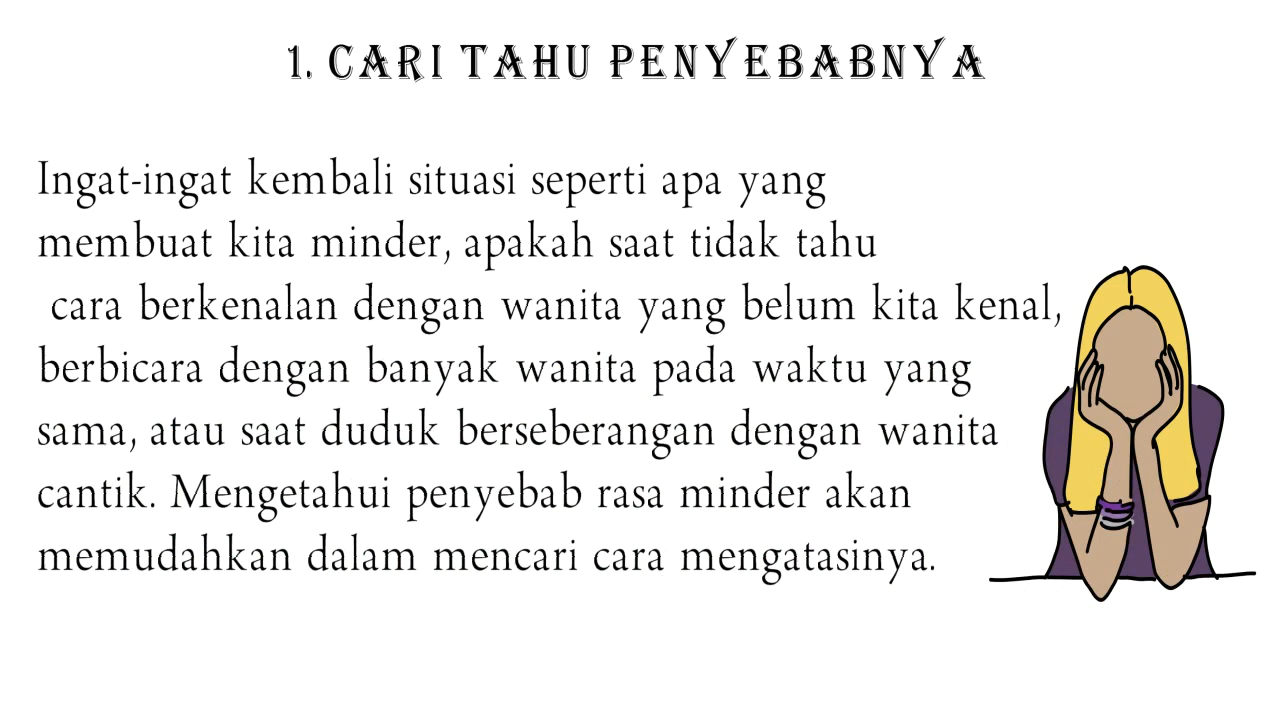 1. CARI TAHU PENYEBABNYA
Ingat-ingat kembali situasi seperti apa yang
membuat kita minder, apakah saat tidak tahu
cara berkenalan dengan wanita yang belum kita kenal,
berbicara dengan banyak wanita pada waktu yang
sama, atau saat duduk berseberangan dengan wanita
cantik. Mengetahui penyebab rasa minder akan
memudahkan dalam mencari cara mengatasinya.